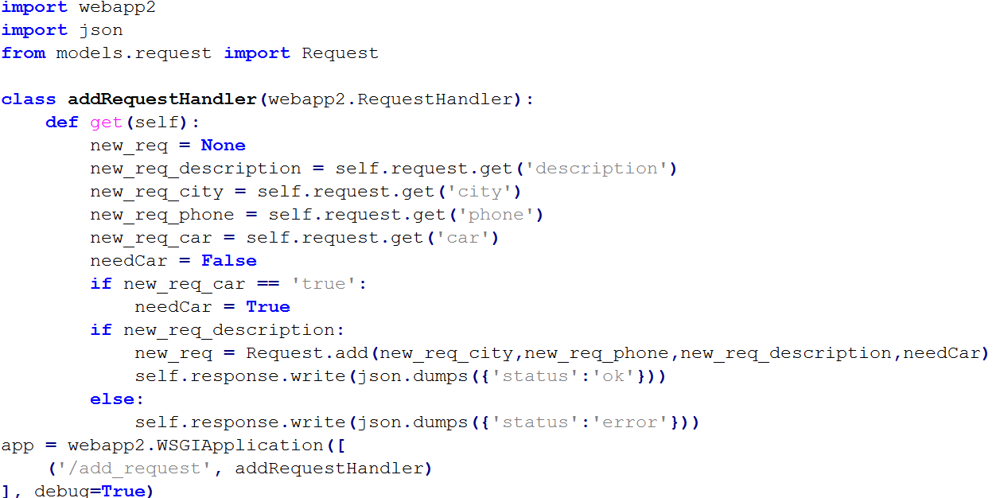 import webapp2
import json
from models.request import Request

class addRequestHandler(webapp2.RequestHandler):
    def get(self):
        new_req = None
        new_req_description = self.request.get('description')
        new_req_city = self.request.get('city')
        new_req_phone = self.request.get('phone')
        new_req_car = self.request.get('car')
        needCar = False
        if new_req_car == 'true':
            needCar = True
        if new_req_description:
            new_req = Request.add(new_req_city,new_req_phone,new_req_description,needCar)
            self.response.write(json.dumps({'status':'ok'}))
        else:
            self.response.write(json.dumps({'status':'error'}))
app = webapp2.WSGIApplication([
    ('/add_request', addRequestHandler)
], debug=True)